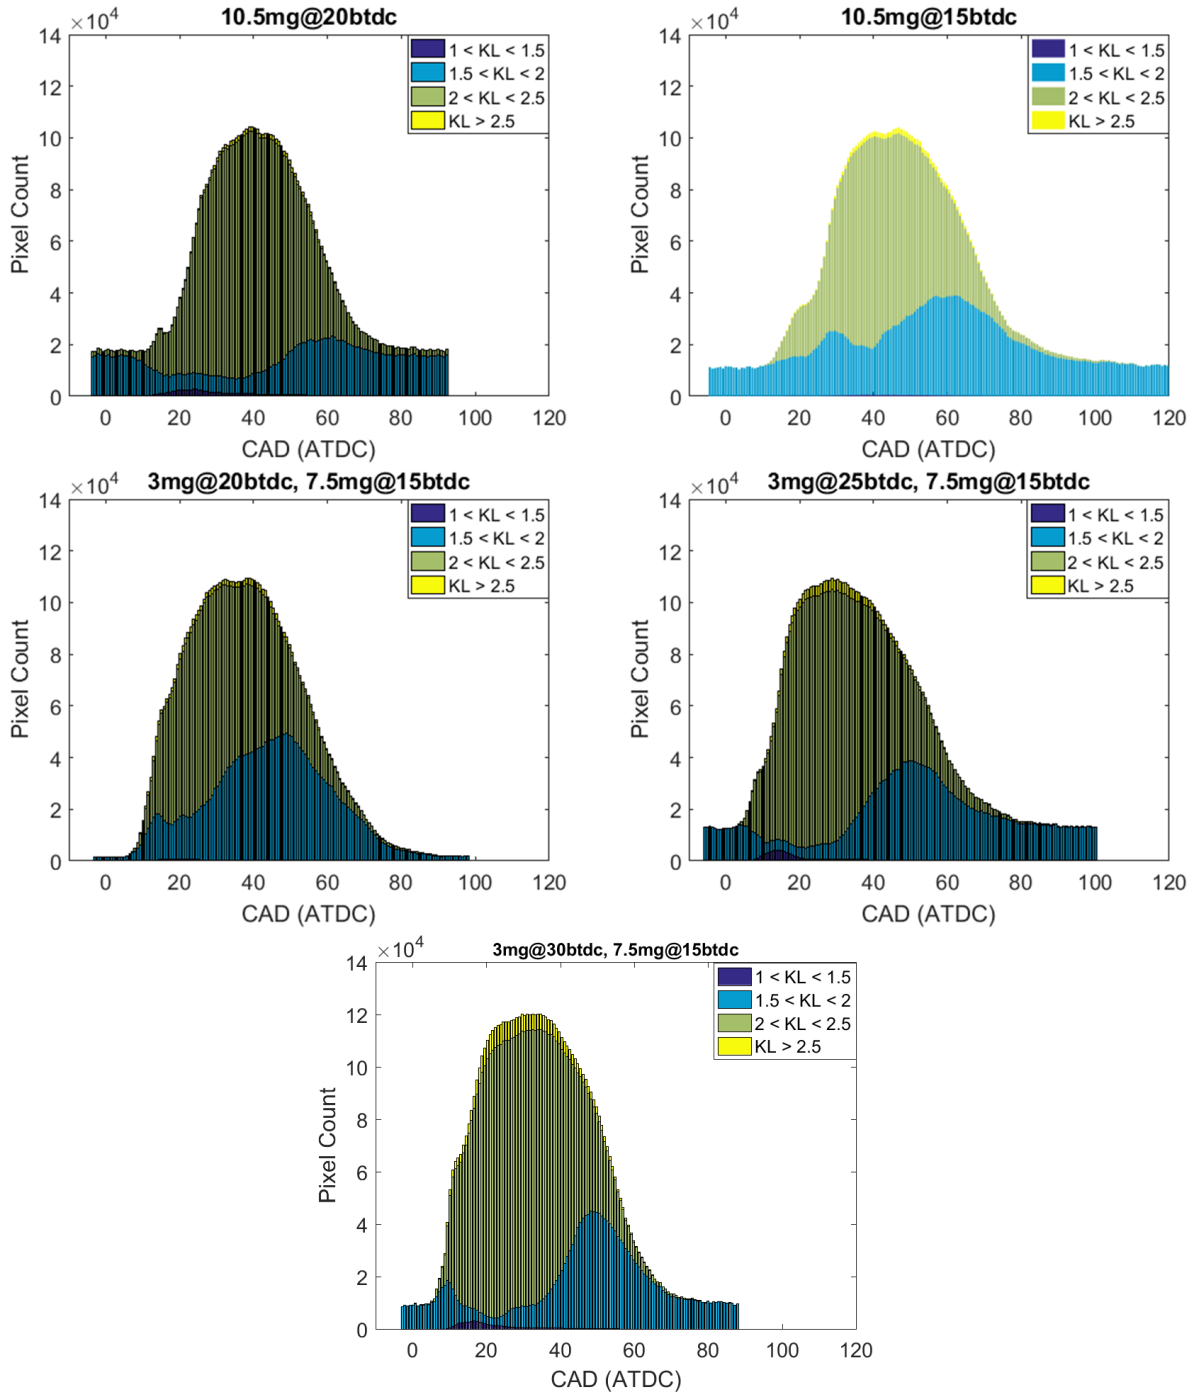 10.5mg@20btdc
×10⁴
14
12
10
8
6
4
2
0
Pixel Count
1 < KL < 1.5
1.5 < KL < 2
2 < KL < 2.5
KL > 2.5
0 20 40 60 80 100 120
CAD (ATDC)
10.5mg@15btdc
×10⁴
14
12
10
8
6
4
2
0
Pixel Count
1 < KL < 1.5
1.5 < KL < 2
2 < KL < 2.5
KL > 2.5
0 20 40 60 80 100 120
CAD (ATDC)
3mg@20btdc, 7.5mg@15btdc
×10⁴
14
12
10
8
6
4
2
0
Pixel Count
1 < KL < 1.5
1.5 < KL < 2
2 < KL < 2.5
KL > 2.5
0 20 40 60 80 100 120
CAD (ATDC)
3mg@25btdc, 7.5mg@15btdc
×10⁴
14
12
10
8
6
4
2
0
Pixel Count
1 < KL < 1.5
1.5 < KL < 2
2 < KL < 2.5
KL > 2.5
0 20 40 60 80 100 120
CAD (ATDC)
3mg@30btdc, 7.5mg@15btdc
×10⁴
14
12
10
8
6
4
2
0
Pixel Count
1 < KL < 1.5
1.5 < KL < 2
2 < KL < 2.5
KL > 2.5
0 20 40 60 80 100 120
CAD (ATDC)